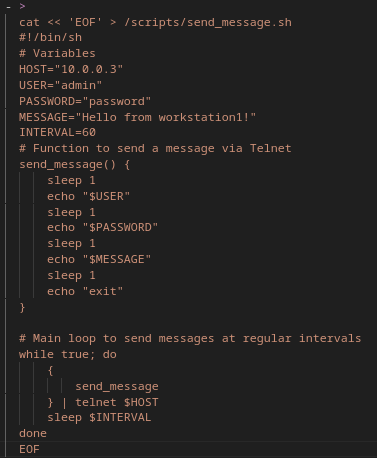 - >
cat << 'EOF' > /scripts/send_message.sh
#!/bin/sh
# Variables
HOST="10.0.0.3"
USER="admin"
PASSWORD="password"
MESSAGE="Hello from workstation1!"
INTERVAL=60
# Function to send a message via Telnet
send_message() {
    sleep 1
    echo "$USER"
    sleep 1
    echo "$PASSWORD"
    sleep 1
    echo "$MESSAGE"
    sleep 1
    echo "exit"
}

# Main loop to send messages at regular intervals
while true; do
    {
        send_message
    } | telnet $HOST
    sleep $INTERVAL
done
EOF